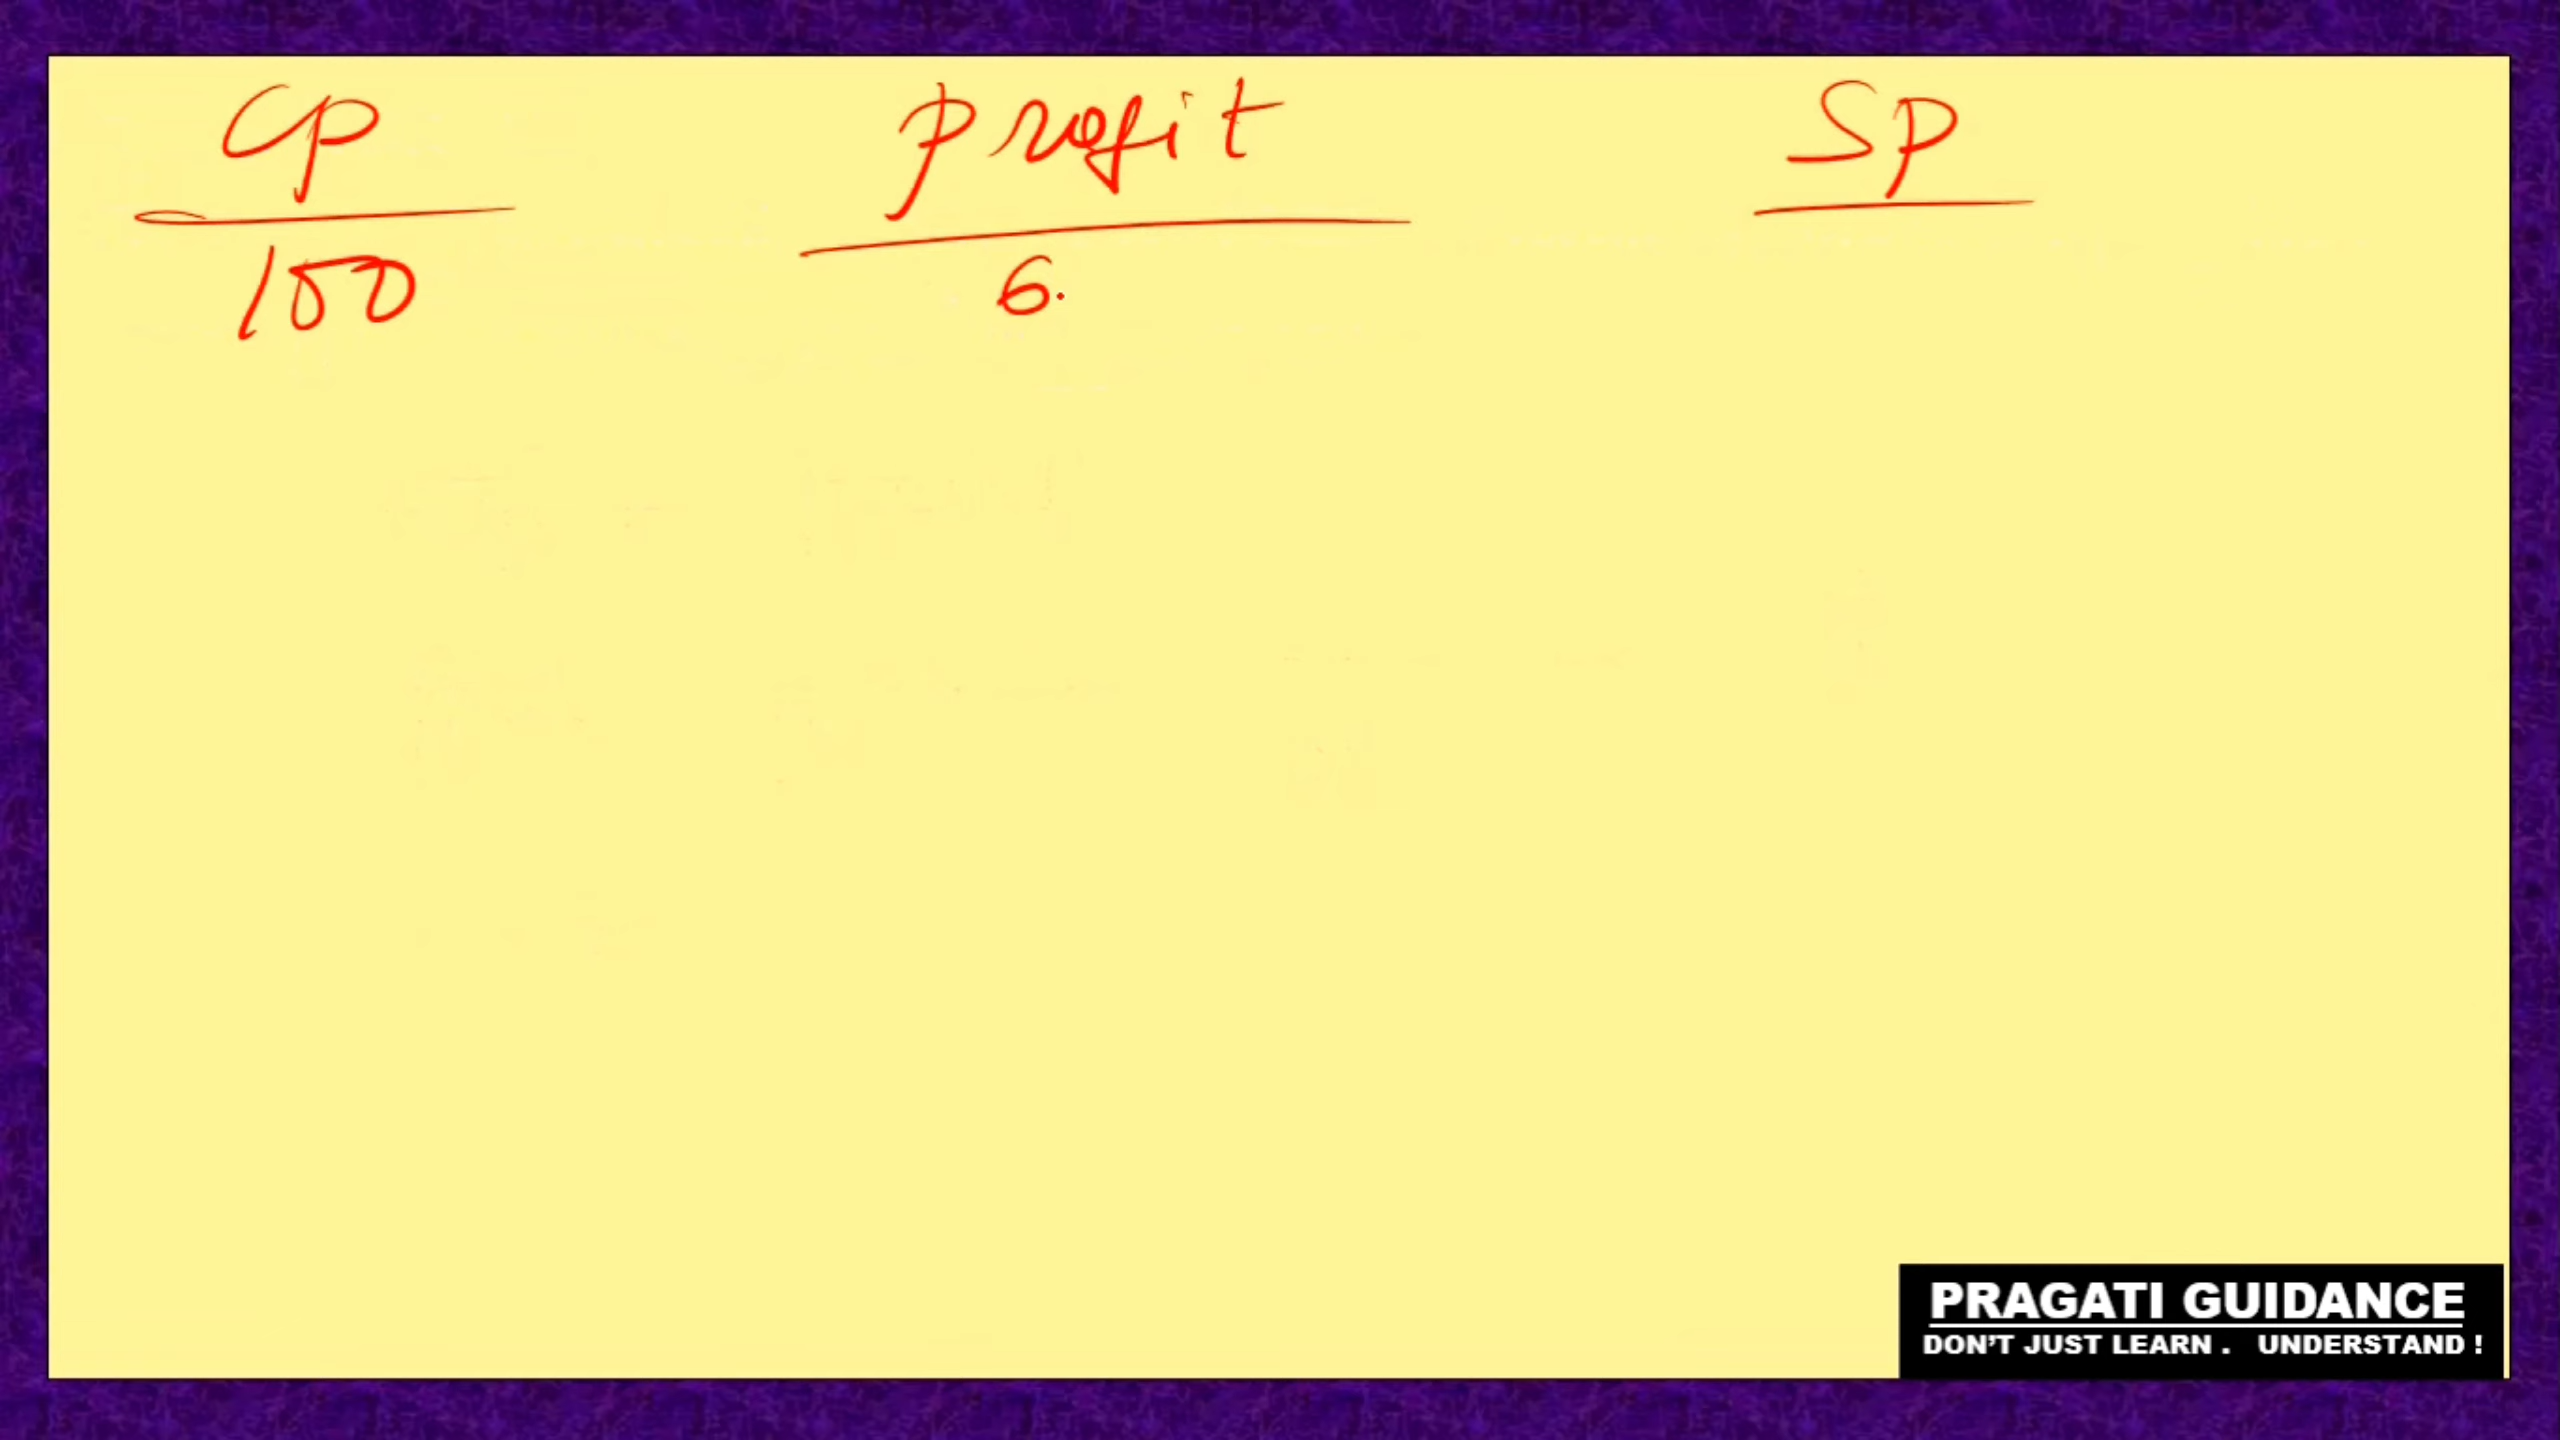 CP profit SP
100 6.
PRAGATI GUIDANCE
DON'T JUST LEARN . UNDERSTAND !